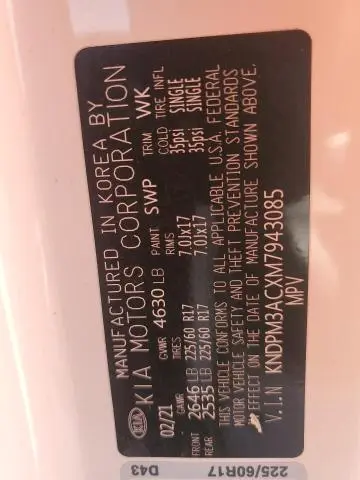 MANUFACTURED IN KOREA BY
KIA KIA MOTORS CORPORATION
02/21 GVWR 4630 LB PAINT SWP TRIM WK
GAWR TIRES RIMS COLD TIRE INFL
FRONT 2646 LB 225/60 R17 7.0Jx17 35psi SINGLE
REAR 2535 LB 225/60 R17 7.0Jx17 35psi SINGLE
THIS VEHICLE CONFORMS TO ALL APPLICABLE U.S.A. FEDERAL
MOTOR VEHICLE SAFETY AND THEFT PREVENTION STANDARDS
IN EFFECT ON THE DATE OF MANUFACTURE SHOWN ABOVE.
V.I.N KNDPM3ACXM7943085
MPV
D43 225/60R17